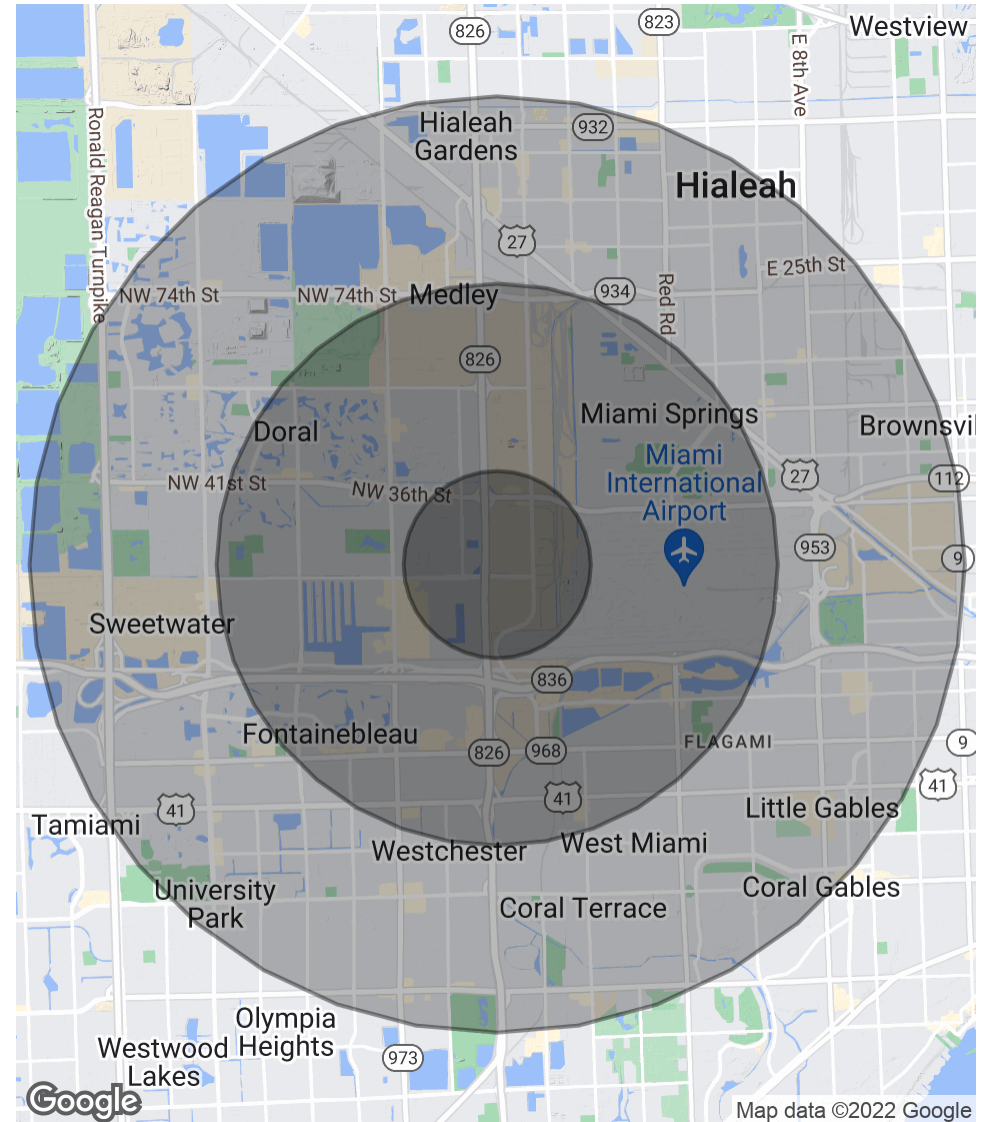 826
823
Westview
E 8th Ave
Ronald Reagan Turnpike
Hialeah
Gardens
932
Hialeah
27
E 25th St
NW 74th St
NW 74th St
Medley
934
Red Rd
826
Doral
Miami Springs
Brownsvil
Miami
International
Airport
27
112
NW 41st St
NW 36th St
953
9
Sweetwater
836
Fontainebleau
826
968
FLAGAMI
9
41
41
41
Little Gables
Tamiami
Westchester
West Miami
University
Park
Coral Gables
Coral Terrace
Olympia
Heights
Westwood
Lakes
973
Google
Map data ©2022 Google